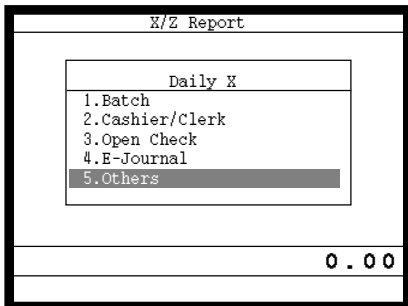 X/Z Report
Daily X
1.Batch
2.Cashier/Clerk
3.Open Check
4.E-Journal
5.Others
0.00